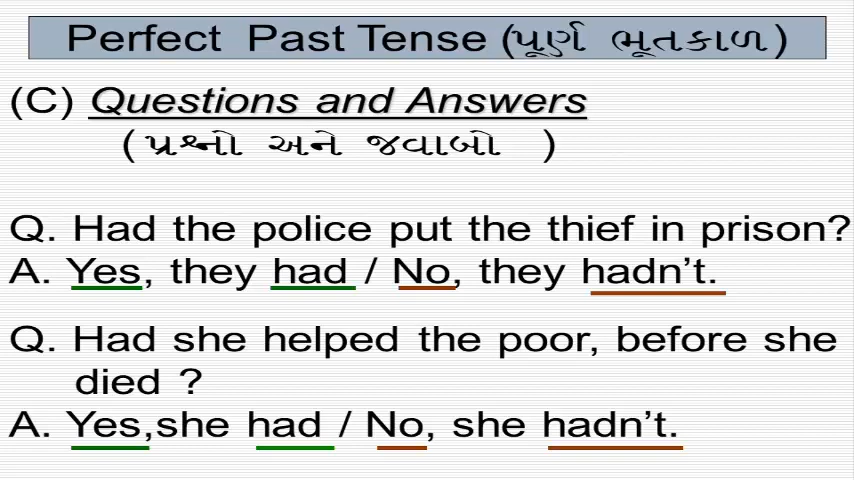 Perfect Past Tense (પૂર્ણ ભૂતકાળ)
(C) Questions and Answers
( પ્રશ્નો અને જવાબો )
Q. Had the police put the thief in prison?
A. Yes, they had / No, they hadn’t.
Q. Had she helped the poor, before she
died ?
A. Yes,she had / No, she hadn’t.